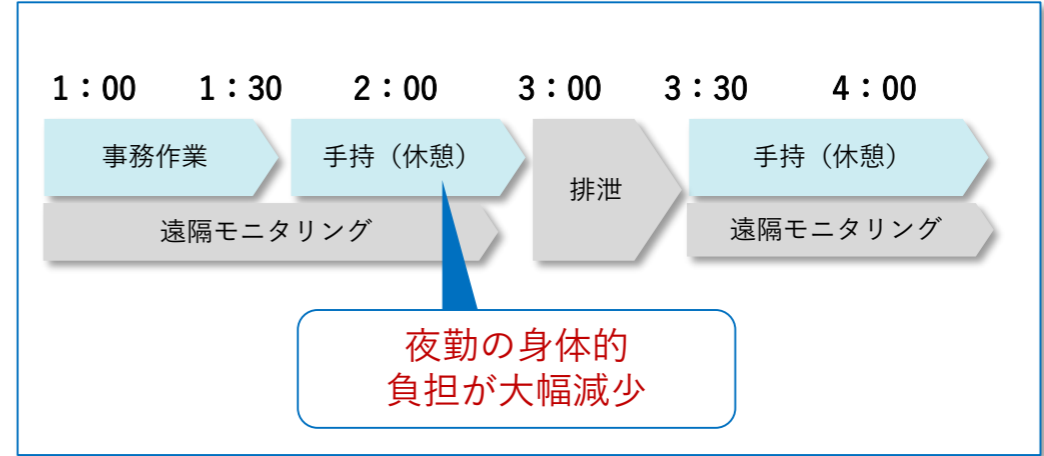 1：00 1：30 2：00 3：00 3：30 4：00
事務作業 手持（休憩） 排泄 手持（休憩）
遠隔モニタリング 遠隔モニタリング
夜勤の身体的
負担が大幅減少